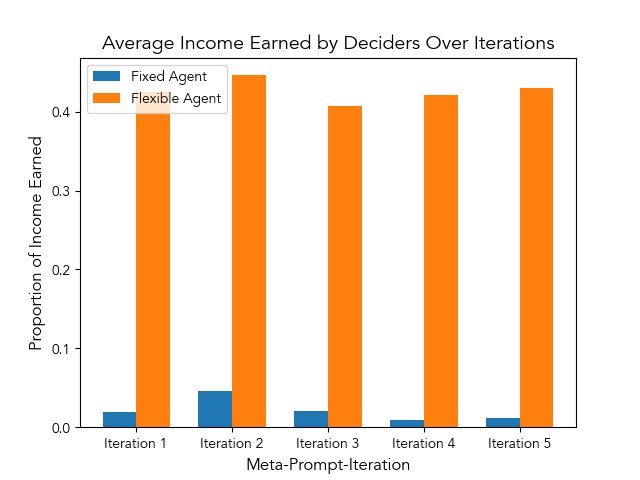 Average Income Earned by Deciders Over Iterations
Fixed Agent
Flexible Agent
Proportion of Income Earned
0.4
0.3
0.2
0.1
0.0
Iteration 1 Iteration 2 Iteration 3 Iteration 4 Iteration 5
Meta-Prompt-Iteration